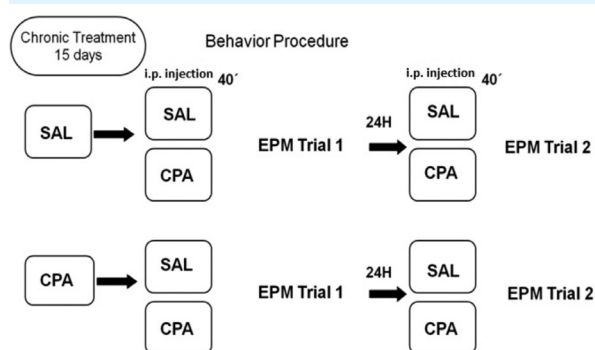 Chronic Treatment
15 days
Behavior Procedure
i.p. injection 40´
i.p. injection 40´
SAL
SAL
CPA
EPM Trial 1
24H
SAL
CPA
EPM Trial 2
CPA
SAL
CPA
EPM Trial 1
24H
SAL
CPA
EPM Trial 2